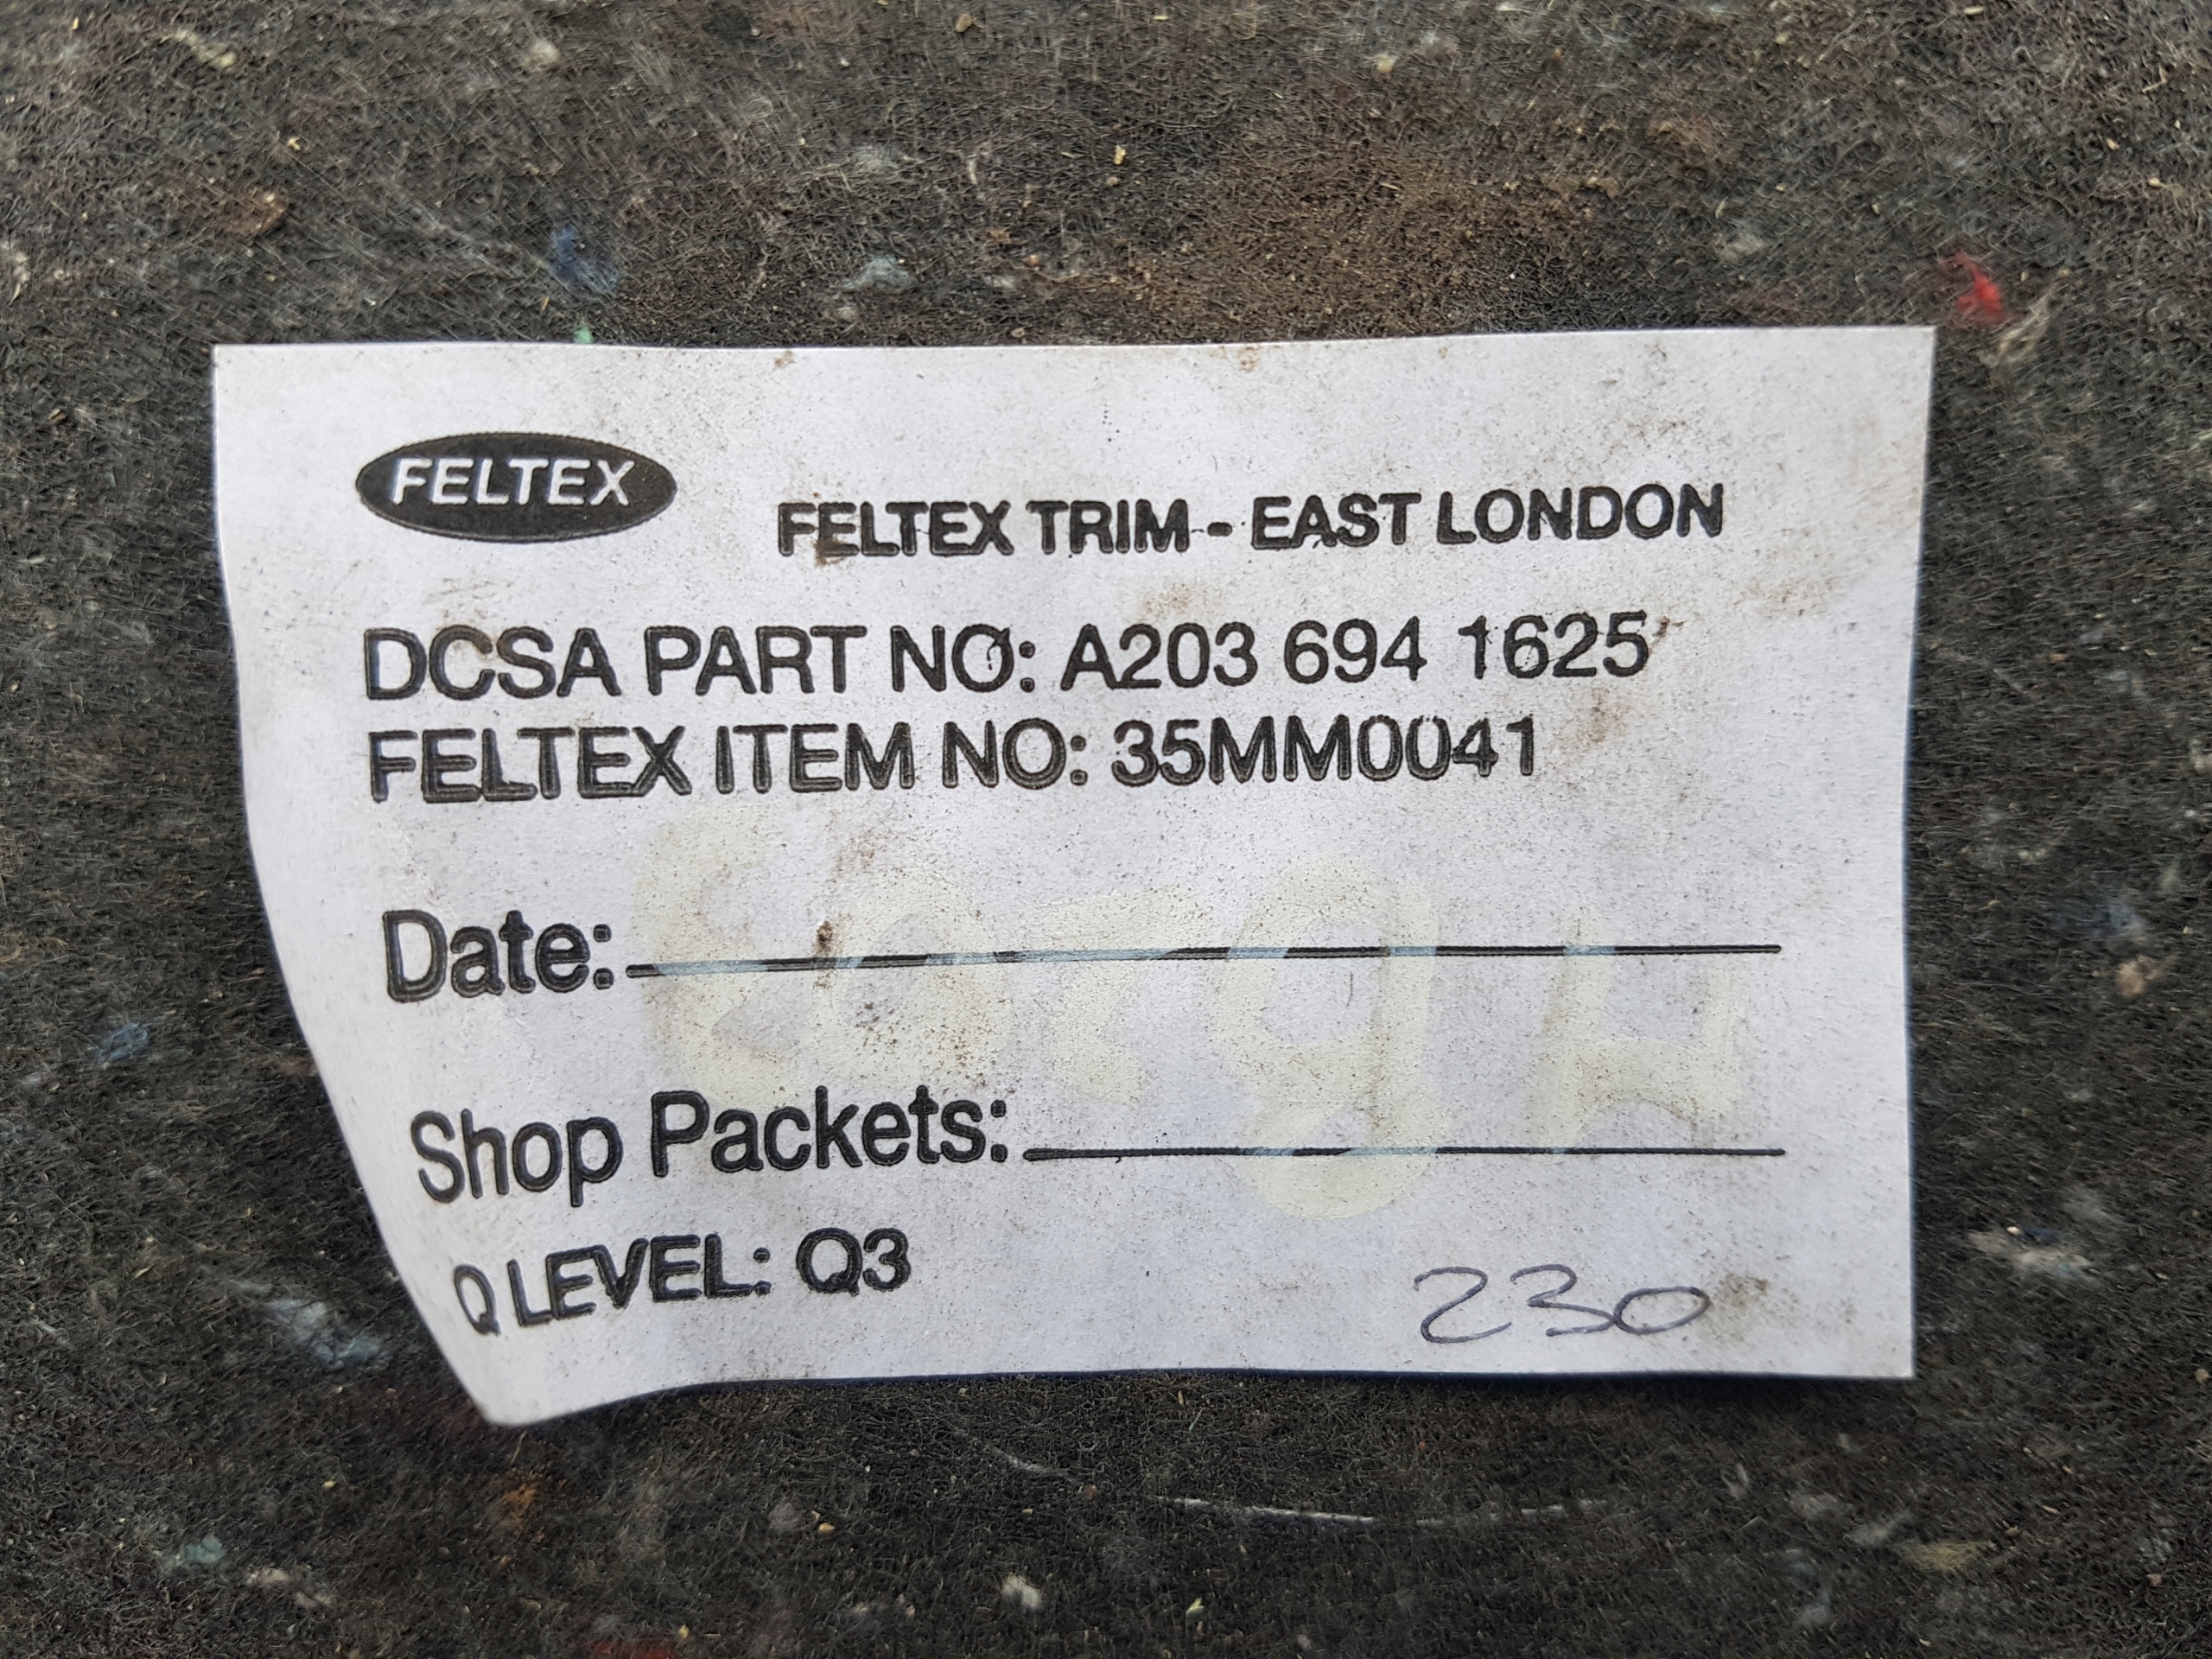 FELTEX
FELTEX TRIM - EAST LONDON
DCSA PART NO: A203 694 1625
FELTEX ITEM NO: 35MM0041
Date:
Shop Packets:
Q LEVEL: Q3
230